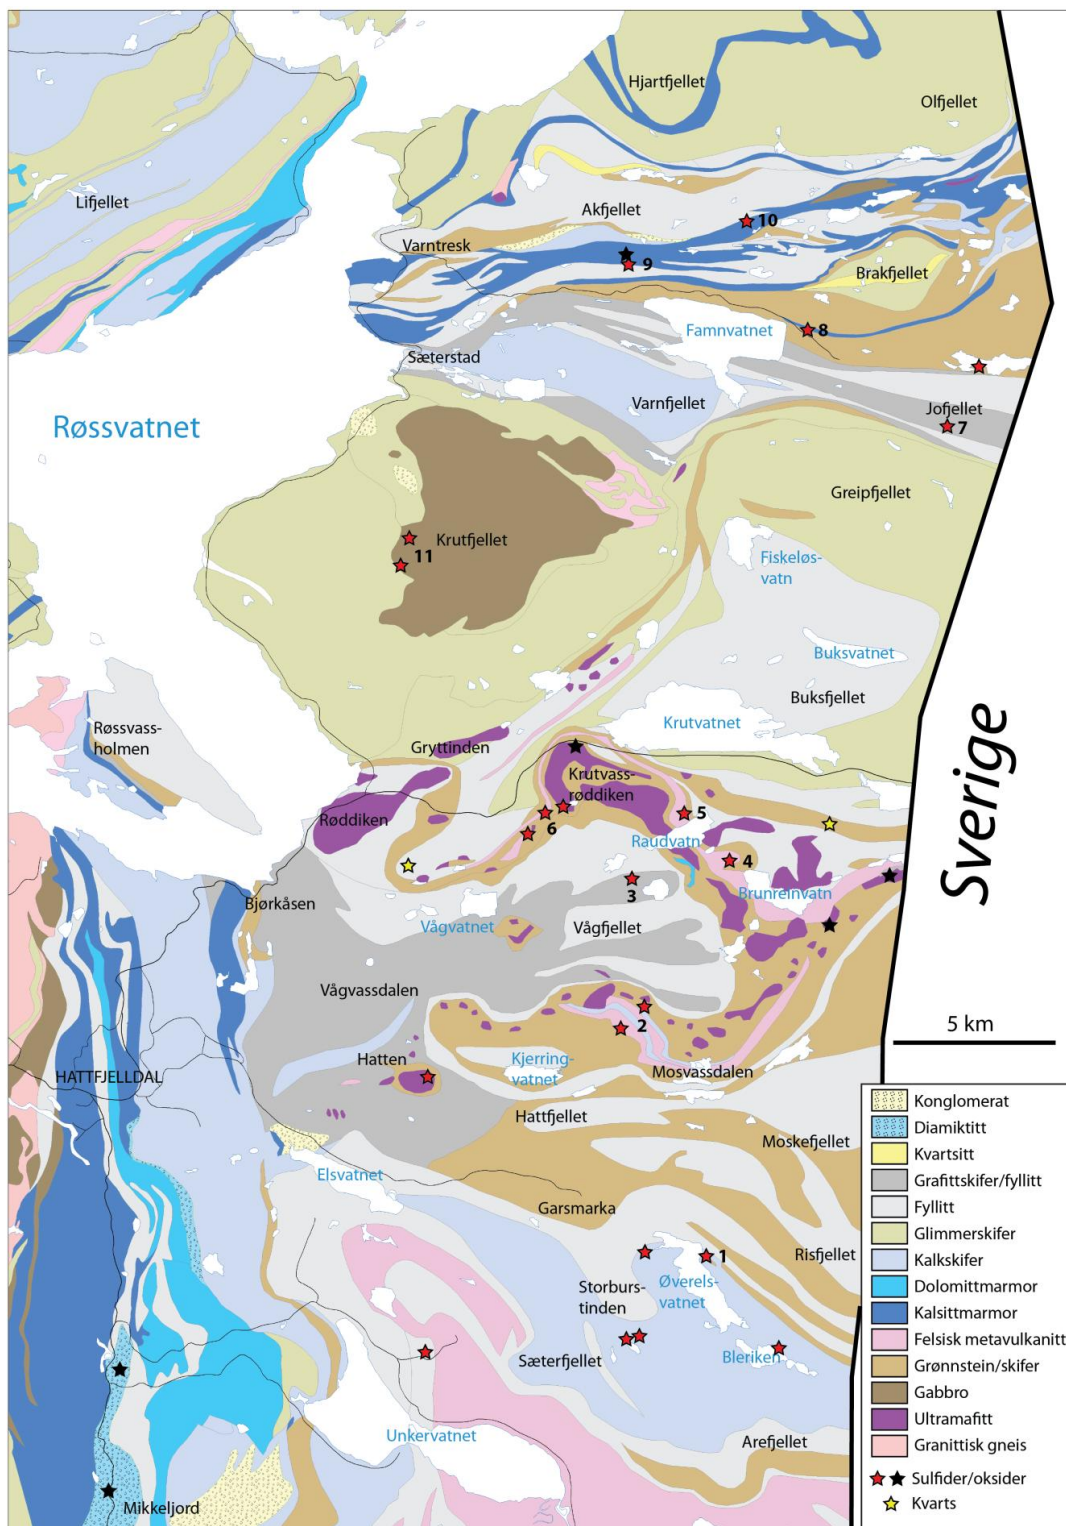 Hjartfjellet
Olfjellet
Lifjellet
Akfjellet
10
Varntresk
9
Brakfjellet
Famnvatnet
8
Sæterstad
Varnfjellet
Jofjellet
7
Røssvatnet
Greipfjellet
Krutfjellet
11
Fiskeløs-
vatn
Buksvatnet
Buksfjellet
Krutvatnet
Røssvass-
holmen
Gryttinden
Krutvass-
røddiken
Sverige
Røddiken
6
5
Raudvatn
4
Brunreinvatn
3
Bjørkåsen
Vågvatnet
Vågfjellet
Vågvassdalen
2
5 km
Hatten
Kjerring-
vatnet
Mosvassdalen
HATTFJELLDAL
Hattfjellet
Moskefjellet
Elsvatnet
Garsmarka
Risfjellet
1
Storburs-
tinden
Øverels-
vatnet
Sæterfjellet
Bleriken
Unkervatnet
Arefjellet
Mikkeljord
Konglomerat
Diamiktitt
Kvartsitt
Grafittskifer/fyllitt
Fyllitt
Glimmerskifer
Kalkskifer
Dolomittmarmor
Kalsittmarmor
Felsisk metavulkanitt
Grønnstein/skifer
Gabbro
Ultramafitt
Granittisk gneis
Sulfider/oksider
Kvarts